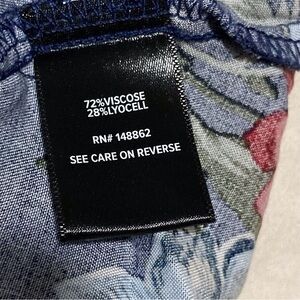 72%VISCOSE
28%LYOCELL
RN# 148862
SEE CARE ON REVERSE